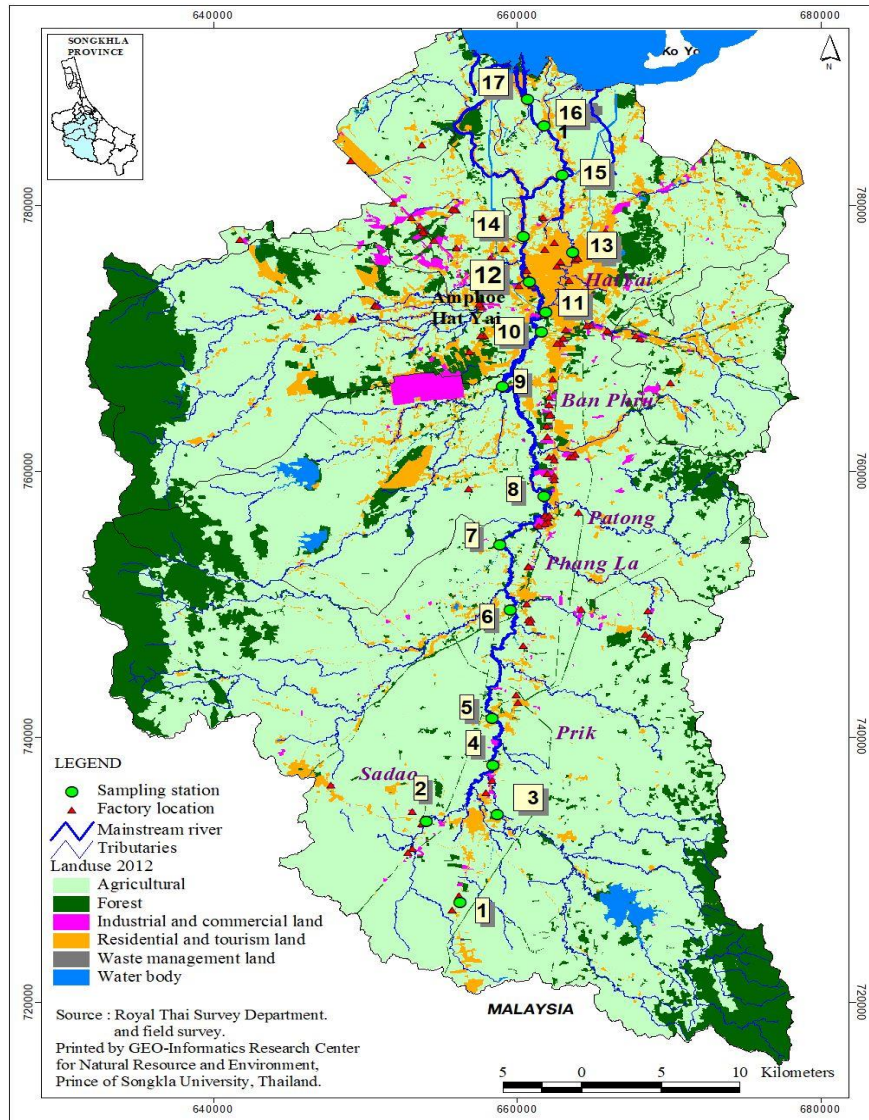 640000
660000
680000
SONGKHLA
PROVINCE
Ko Yo
N
17
16
1
15
780000
780000
14
13
12
Hat Yai
Amphoe
Hat Yai
11
10
9
Ban Phru
760000
760000
8
Patong
7
Phang La
6
5
740000
740000
4
Prik
Sadao
2
3
1
LEGEND
Sampling station
Factory location
Mainstream river
Tributaries
Landuse 2012
Agricultural
Forest
Industrial and commercial land
Residential and tourism land
Waste management land
Water body
720000
720000
MALAYSIA
Source : Royal Thai Survey Department.
and field survey.
Printed by GEO-Informatics Research Center
for Natural Resource and Environment,
Prince of Songkla University, Thailand.
5 0 5 10 Kilometers
640000
660000
680000